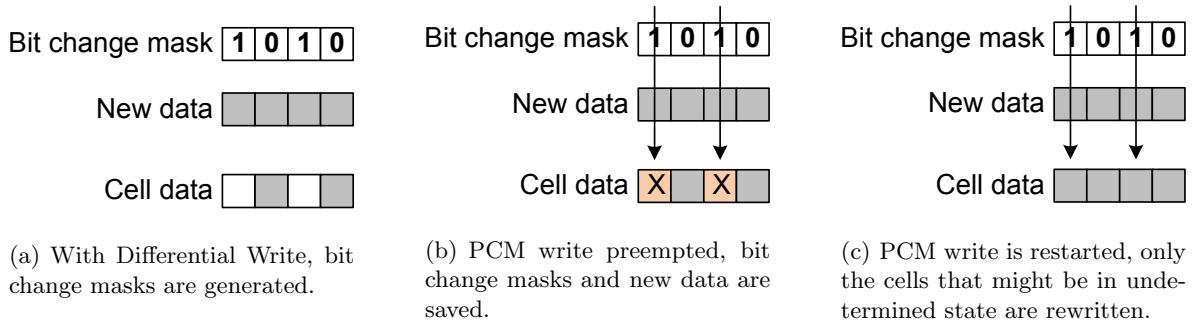 Bit change mask 1 0 1 0
New data
Cell data
(a) With Differential Write, bit
change masks are generated.
Bit change mask 1 0 1 0
New data
Cell data X X
(b) PCM write preempted, bit
change masks and new data are
saved.
Bit change mask 1 0 1 0
New data
Cell data
(c) PCM write is restarted, only
the cells that might be in unde-
termined state are rewritten.